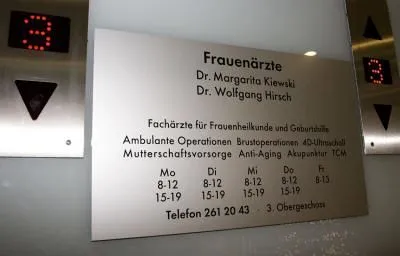 3
3
Frauenärzte
Dr. Margarita Kiewski
Dr. Wolfgang Hirsch
Fachärzte für Frauenheilkunde und Geburtshilfe
Ambulante Operationen Brustoperationen 4D-Ultraschall
Mutterschaftsvorsorge Anti-Aging Akupunktur TCM
Mo Di Mi Do Fr
8-12 8-12 8-12 8-12 8-13
15-19 15-19 15-19 15-19
Telefon 261 20 43 · 3. Obergeschoss